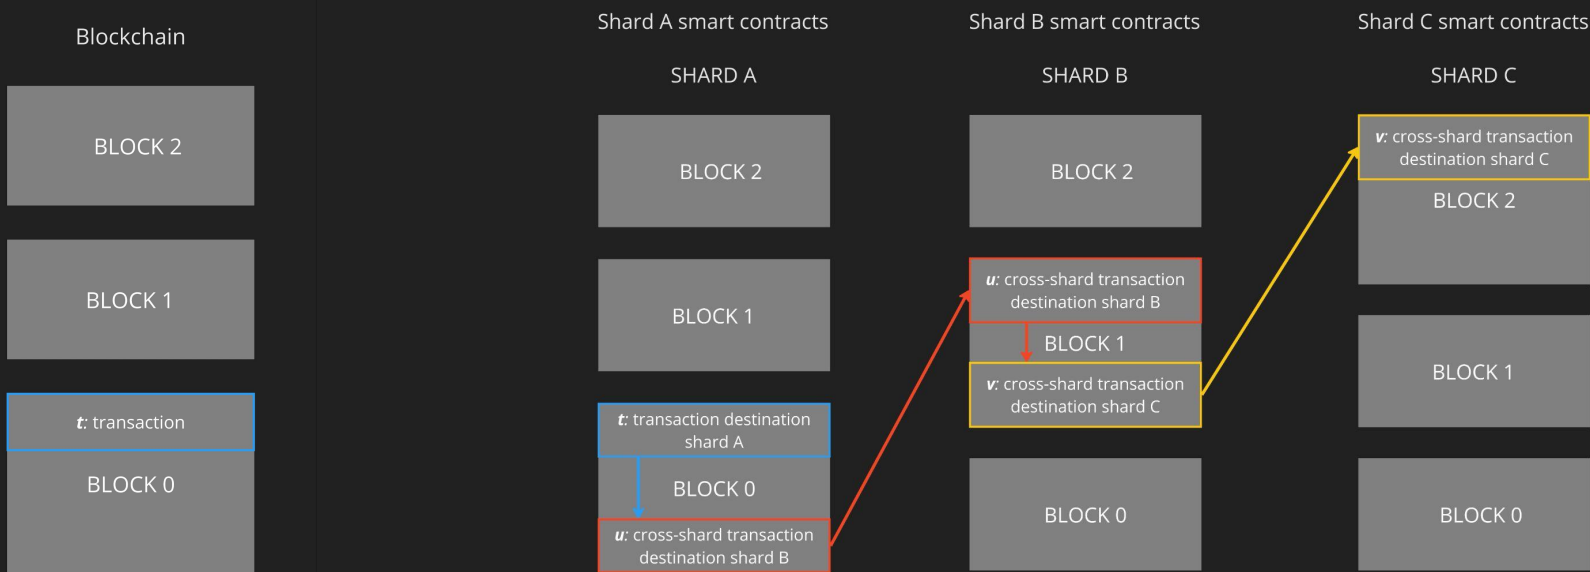 Blockchain
BLOCK 2
BLOCK 1
t: transaction
BLOCK 0
Shard A smart contracts
SHARD A
BLOCK 2
BLOCK 1
t: transaction destination
shard A
BLOCK 0
u: cross-shard transaction
destination shard B
Shard B smart contracts
SHARD B
BLOCK 2
u: cross-shard transaction
destination shard B
BLOCK 1
v: cross-shard transaction
destination shard C
BLOCK 0
Shard C smart contracts
SHARD C
v: cross-shard transaction
destination shard C
BLOCK 2
BLOCK 1
BLOCK 0